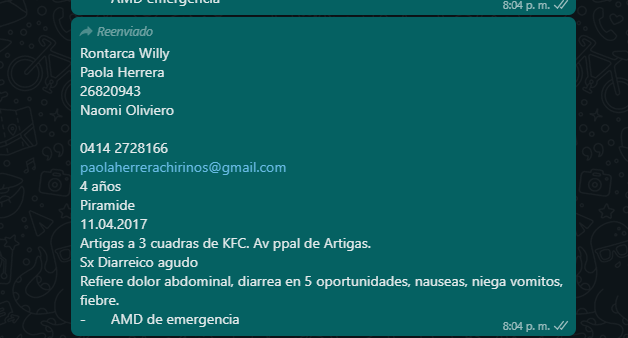 AMD emergencia
8:04 p. m.
Reenviado
Rontarca Willy
Paola Herrera
26820943
Naomi Oliviero
0414 2728166
paolaherrerachirinos@gmail.com
4 años
Piramide
11.04.2017
Artigas a 3 cuadras de KFC. Av ppal de Artigas.
Sx Diarreico agudo
Refiere dolor abdominal, diarrea en 5 oportunidades, nauseas, niega vomitos,
fiebre.
- AMD de emergencia
8:04 p. m.